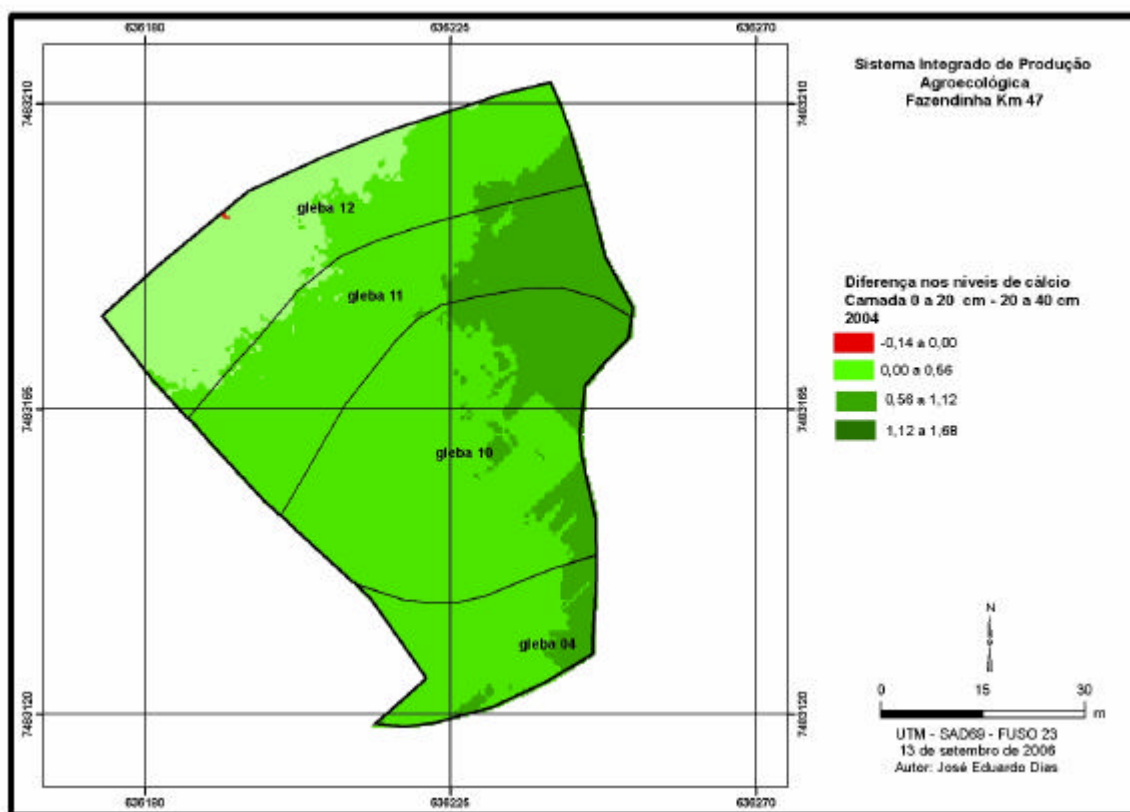 636180 636225 636270
Sistema Integrado de Produção
Agroecológica
Fazendinha Km 47
7483210 7483210
gleba 12
gleba 11
Diferença nos níveis de cálcio
Camada 0 a 20 cm - 20 a 40 cm
2004
-0,14 a 0,00
0,00 a 0,56
0,56 a 1,12
1,12 a 1,68
7483165 7483165
gleba 10
gleba 04
N
0 15 30
m
7483120 7483120
UTM - SAD69 - FUSO 23
13 de setembro de 2006
Autor: José Eduardo Dias
636180 636225 636270